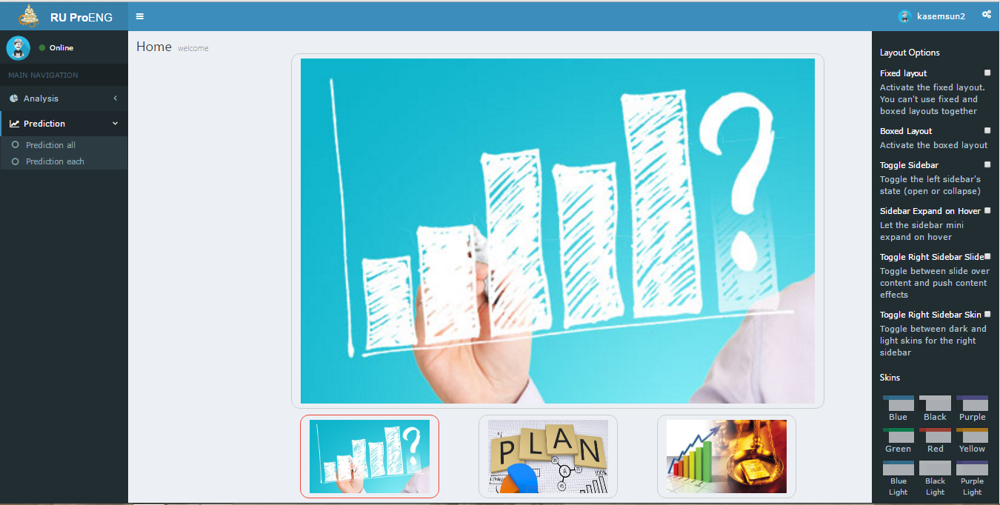 RU ProENG
kasemsun2
Online
MAIN NAVIGATION
Analysis
Prediction
Prediction all
Prediction each
Home welcome
?
?
PLAN
A
100%
Layout Options
Fixed layout
Activate the fixed layout.
You can't use fixed and
boxed layouts together
Boxed Layout
Activate the boxed layout
Toggle Sidebar
Toggle the left sidebar's
state (open or collapse)
Sidebar Expand on Hover
Let the sidebar mini
expand on hover
Toggle Right Sidebar Slide
Toggle between slide over
content and push content
effects
Toggle Right Sidebar Skin
Toggle between dark and
light skins for the right
sidebar
Skins
Blue Black Purple
Green Red Yellow
Blue Black Purple
Light Light Light